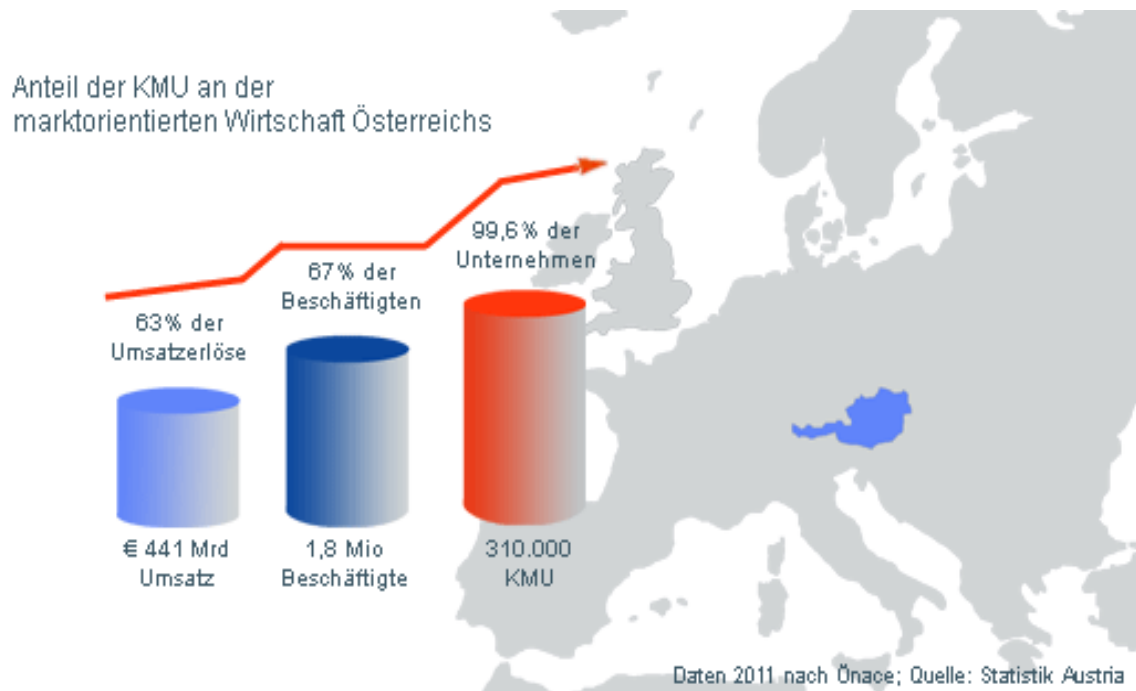 Anteil der KMU an der
marktorientierten Wirtschaft Österreichs
63% der
Umsatzerlöse
67% der
Beschäftigten
99,6% der
Unternehmen
€ 441 Mrd
Umsatz
1,8 Mio
Beschäftigte
310.000
KMU
Daten 2011 nach Önace; Quelle: Statistik Austria